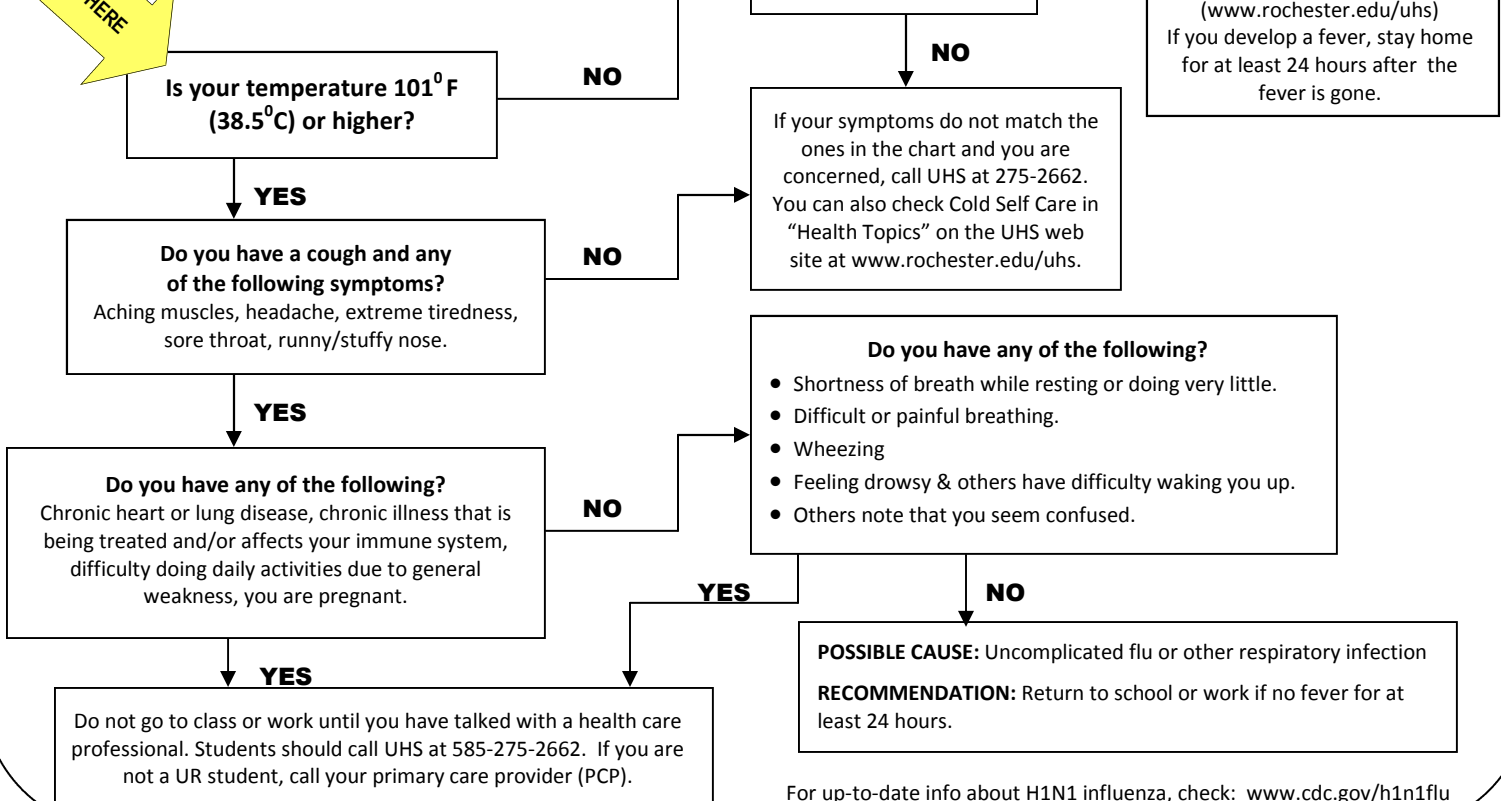 HERE
(www.rochester.edu/uhs)
If you develop a fever, stay home
for at least 24 hours after the
fever is gone.
NO
Is your temperature 101⁰ F
(38.5⁰C) or higher?
NO
If your symptoms do not match the
ones in the chart and you are
concerned, call UHS at 275-2662.
You can also check Cold Self Care in
“Health Topics” on the UHS web
site at www.rochester.edu/uhs.
YES
Do you have a cough and any
of the following symptoms?
Aching muscles, headache, extreme tiredness,
sore throat, runny/stuffy nose.
NO
YES
Do you have any of the following?
• Shortness of breath while resting or doing very little.
• Difficult or painful breathing.
• Wheezing
• Feeling drowsy & others have difficulty waking you up.
• Others note that you seem confused.
Do you have any of the following?
Chronic heart or lung disease, chronic illness that is
being treated and/or affects your immune system,
difficulty doing daily activities due to general
weakness, you are pregnant.
NO
YES
NO
POSSIBLE CAUSE: Uncomplicated flu or other respiratory infection
RECOMMENDATION: Return to school or work if no fever for at
least 24 hours.
YES
Do not go to class or work until you have talked with a health care
professional. Students should call UHS at 585-275-2662. If you are
not a UR student, call your primary care provider (PCP).
For up-to-date info about H1N1 influenza, check: www.cdc.gov/h1n1flu